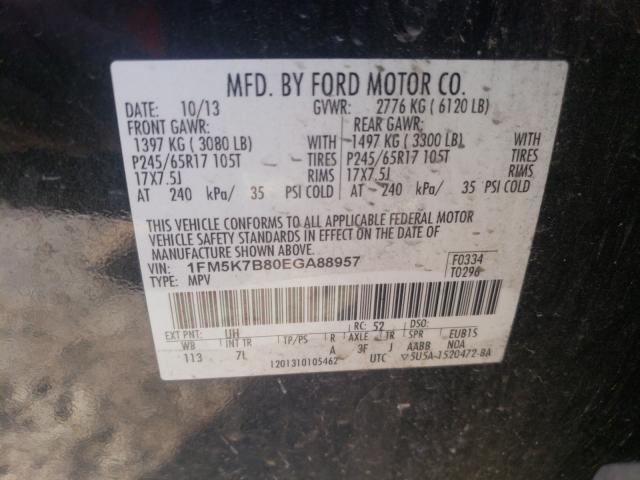 MFD. BY FORD MOTOR CO.
DATE: 10/13 GVWR: 2776 KG ( 6120 LB)
FRONT GAWR: REAR GAWR:
1397 KG ( 3080 LB) WITH 1497 KG ( 3300 LB) WITH
P245/65R17 105T TIRES P245/65R17 105T TIRES
17X7.5J RIMS 17X7.5J RIMS
AT 240 kPa/ 35 PSI COLD AT 240 kPa/ 35 PSI COLD
THIS VEHICLE CONFORMS TO ALL APPLICABLE FEDERAL MOTOR
VEHICLE SAFETY STANDARDS IN EFFECT ON THE DATE OF
MANUFACTURE SHOWN ABOVE.
VIN: 1FM5K7B80EGA88957 F0334
TYPE: MPV T0296
EXT PNT: UH RC: 52 DSO:
WB INT TR TP/PS R AXLE TR SPR EUB1S
113 7L A 3F J AABB NOA
1201310105462 UTC ▽5U5A-1520472-BA